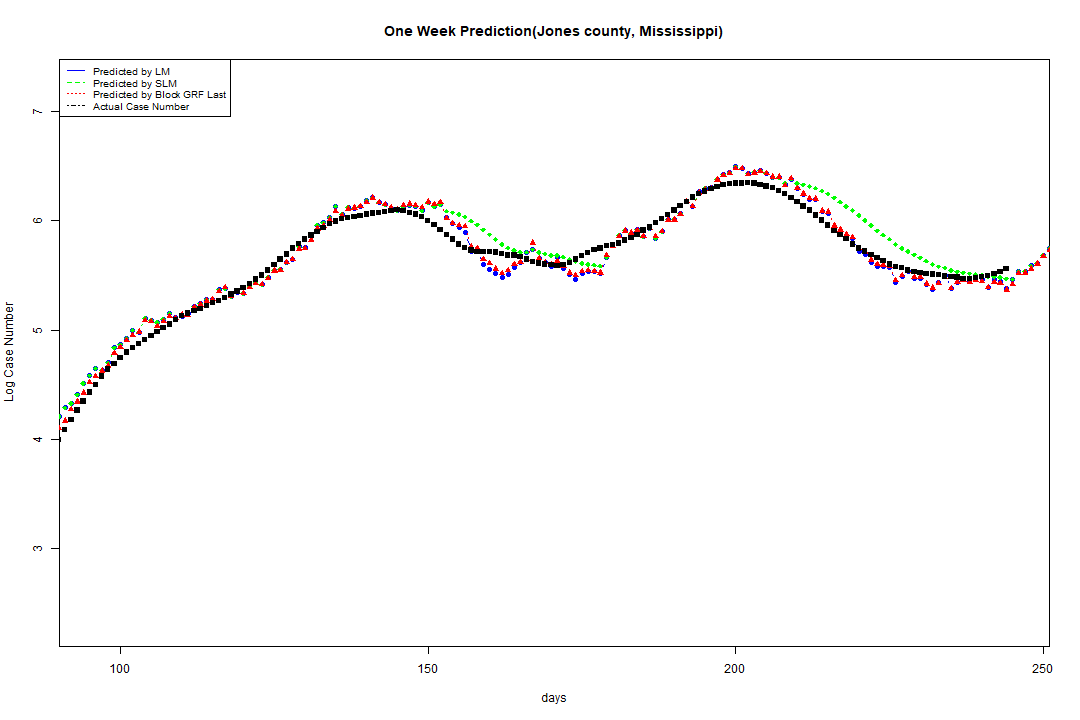 One Week Prediction(Jones county, Mississippi)
Predicted by LM
Predicted by SLM
Predicted by Block GRF Last
Actual Case Number
7
6
5
4
3
Log Case Number
100 150 200 250
days